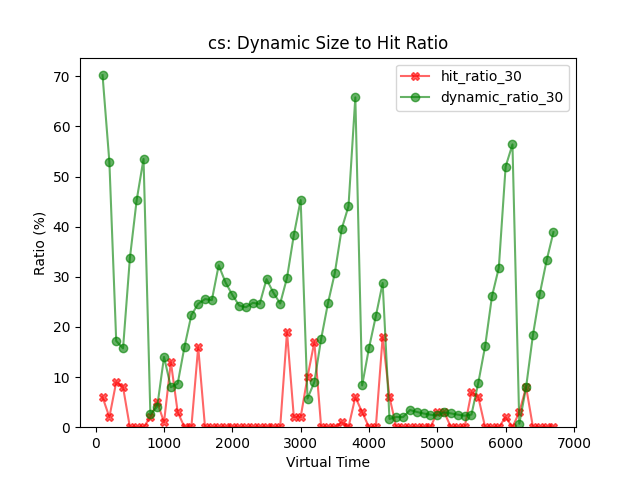 cs: Dynamic Size to Hit Ratio
hit_ratio_30
dynamic_ratio_30
Ratio (%)
70
60
50
40
30
20
10
0
0 1000 2000 3000 4000 5000 6000 7000
Virtual Time